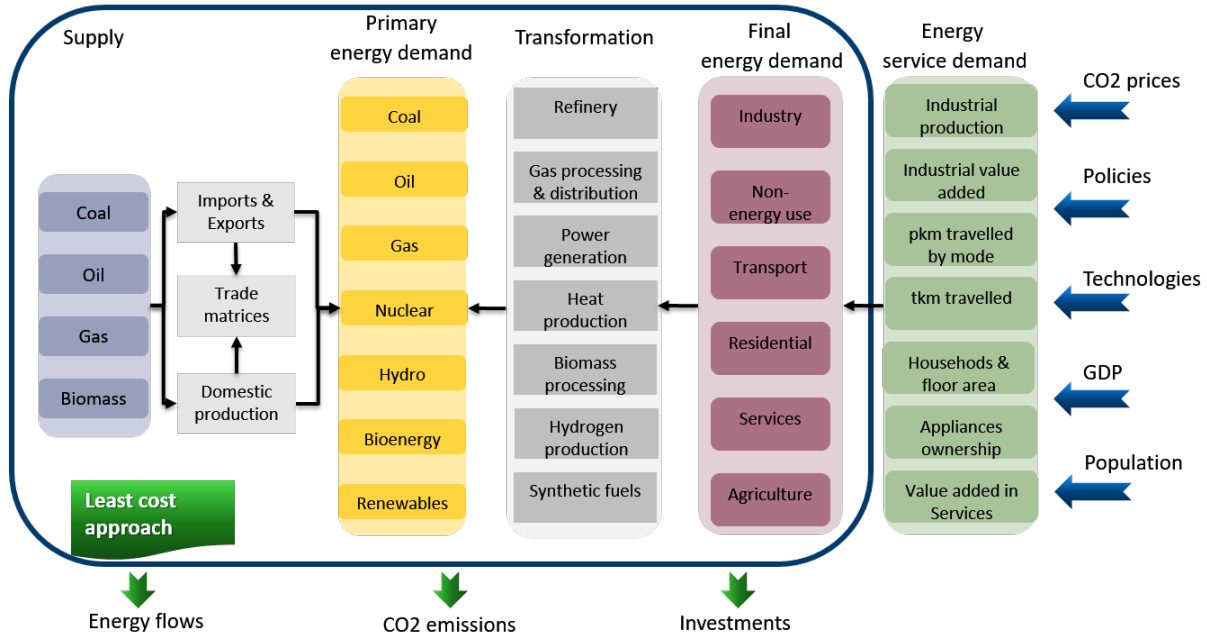 Supply
Primary
energy demand
Transformation
Final
energy demand
Energy
service demand
Coal
Oil
Gas
Biomass
Imports &
Exports
Trade
matrices
Domestic
production
Coal
Oil
Gas
Nuclear
Hydro
Bioenergy
Renewables
Refinery
Gas processing
& distribution
Power
generation
Heat
production
Biomass
processing
Hydrogen
production
Synthetic fuels
Industry
Non-
energy use
Transport
Residential
Services
Agriculture
Industrial
production
Industrial value
added
pkm travelled
by mode
tkm travelled
Househods &
floor area
Appliances
ownership
Value added in
Services
CO2 prices
Policies
Technologies
GDP
Population
Least cost
approach
Energy flows
CO2 emissions
Investments